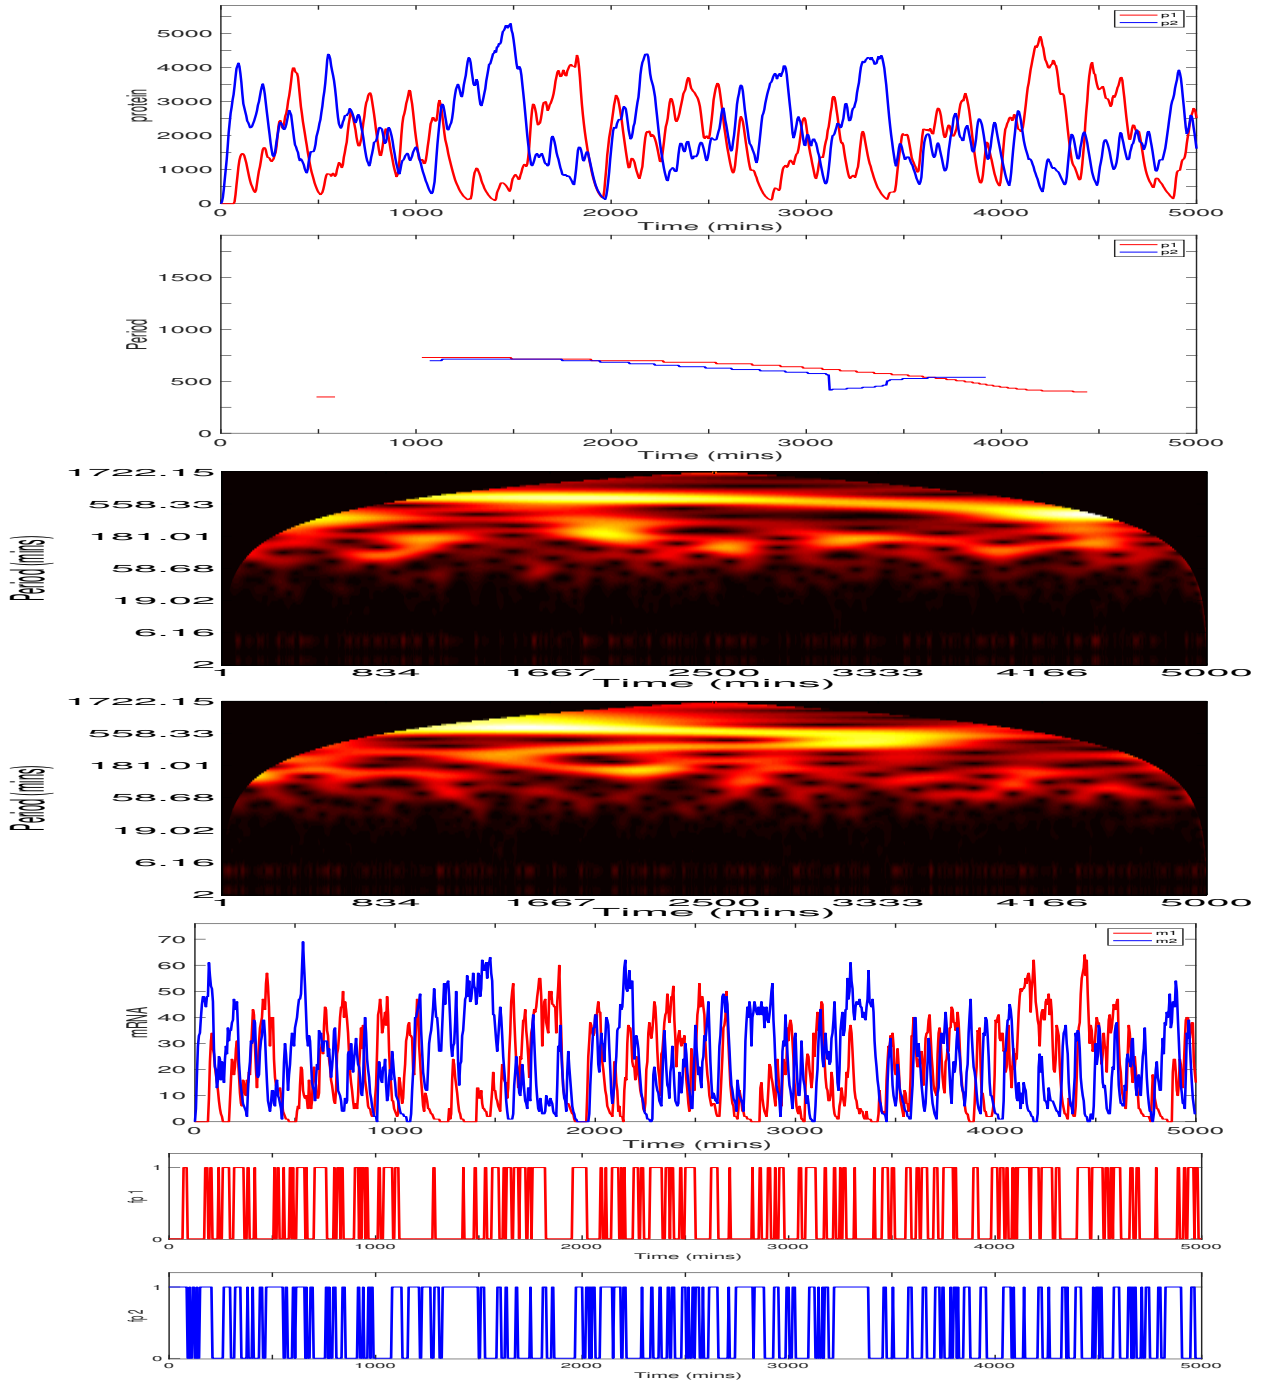 p1
p2
5000
4000
3000
2000
1000
0
protein
0 1000 2000 3000 4000 5000
Time (mins)
p1
p2
1500
1000
500
0
Period
0 1000 2000 3000 4000 5000
Time (mins)
1722.15
558.33
181.01
58.68
19.02
6.16
2
Period(mins)
1 834 1667 2500 3333 4166 5000
Time (mins)
1722.15
558.33
181.01
58.68
19.02
6.16
2
Period (mins)
1 834 1667 2500 3333 4166 5000
Time (mins)
m1
m2
70
60
50
40
30
20
10
0
mRNA
0 1000 2000 3000 4000 5000
Time (mins)
1
0
fp1
0 1000 2000 3000 4000 5000
Time (mins)
1
0
fp2
0 1000 2000 3000 4000 5000
Time (mins)